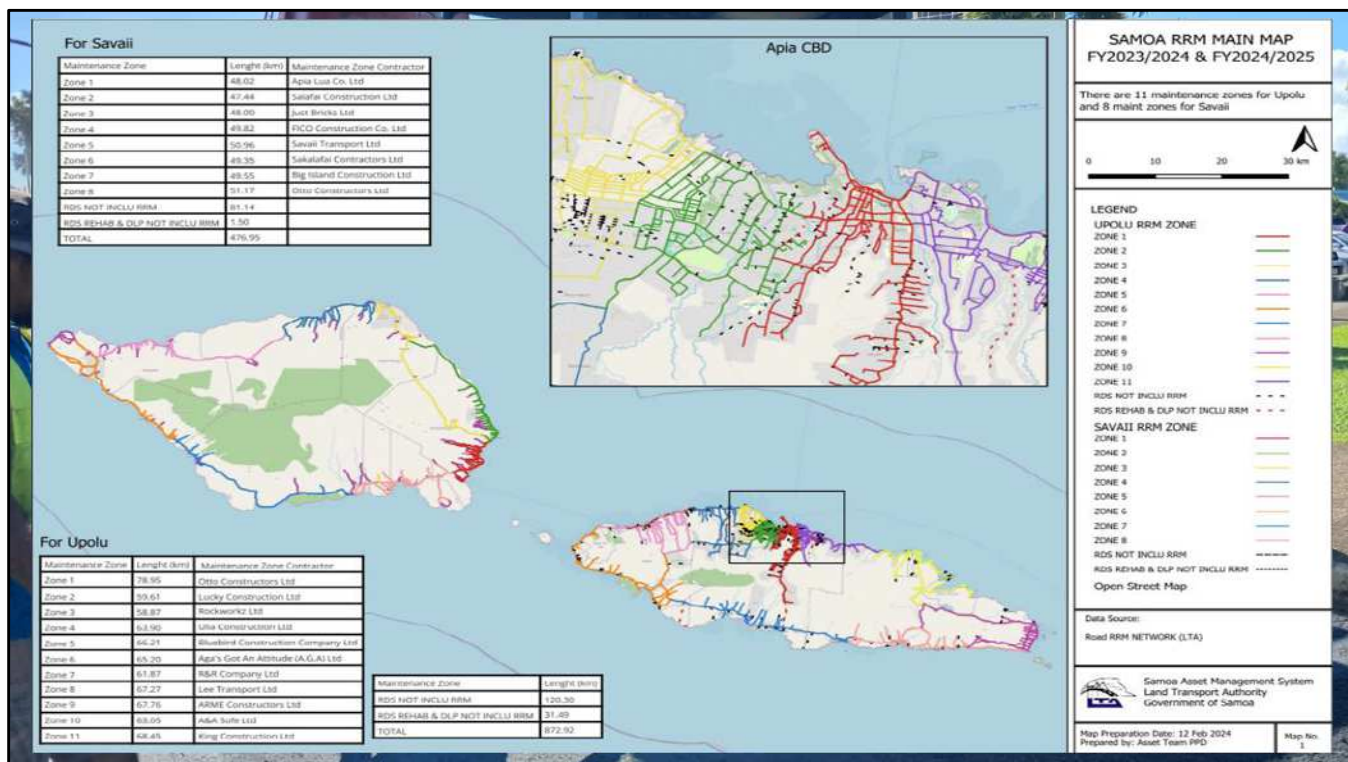 For Savaii
Maintenance Zone Lenght (km) Maintenance Zone Contractor
Zone 1 48.02 Apia Lua Co. Ltd
Zone 2 47.44 Salafai Construction Ltd
Zone 3 48.00 Just Bricks Ltd
Zone 4 49.82 FICO Construction Co. Ltd
Zone 5 50.96 Savaii Transport Ltd
Zone 6 49.35 Sakalafai Contractors Ltd
Zone 7 49.55 Big Island Construction Ltd
Zone 8 51.17 Otto Constructors Ltd
RDS NOT INCLU RRM 81.14
RDS REHAB & DLP NOT INCLU RRM 1.50
TOTAL 476.95
Apia CBD
For Upolu
Maintenance Zone Lenght (km) Maintenance Zone Contractor
Zone 1 78.95 Otto Constructors Ltd
Zone 2 59.61 Lucky Construction Ltd
Zone 3 58.87 Rockworkz Ltd
Zone 4 63.90 Ulia Construction Ltd
Zone 5 66.21 Bluebird Construction Company Ltd
Zone 6 65.20 Aga's Got An Attitude (A.G.A) Ltd
Zone 7 61.87 R&R Company Ltd
Zone 8 67.27 Lee Transport Ltd
Zone 9 67.76 ARME Constructors Ltd
Zone 10 63.05 A&A Sufe Ltd
Zone 11 68.45 King Construction Ltd
Maintenance Zone Lenght (km)
RDS NOT INCLU RRM 120.30
RDS REHAB & DLP NOT INCLU RRM 31.49
TOTAL 872.92
SAMOA RRM MAIN MAP
FY2023/2024 & FY2024/2025
There are 11 maintenance zones for Upolu
and 8 maint zones for Savaii
0 10 20 30 km
LEGEND
UPOLU RRM ZONE
ZONE 1
ZONE 2
ZONE 3
ZONE 4
ZONE 5
ZONE 6
ZONE 7
ZONE 8
ZONE 9
ZONE 10
ZONE 11
RDS NOT INCLU RRM
RDS REHAB & DLP NOT INCLU RRM
SAVAII RRM ZONE
ZONE 1
ZONE 2
ZONE 3
ZONE 4
ZONE 5
ZONE 6
ZONE 7
ZONE 8
RDS NOT INCLU RRM
RDS REHAB & DLP NOT INCLU RRM
Open Street Map
Data Source:
Road RRM NETWORK (LTA)
LTA
Samoa Asset Management System
Land Transport Authority
Government of Samoa
Map Preparation Date: 12 Feb 2024
Prepared by: Asset Team PPD
Map No.
1